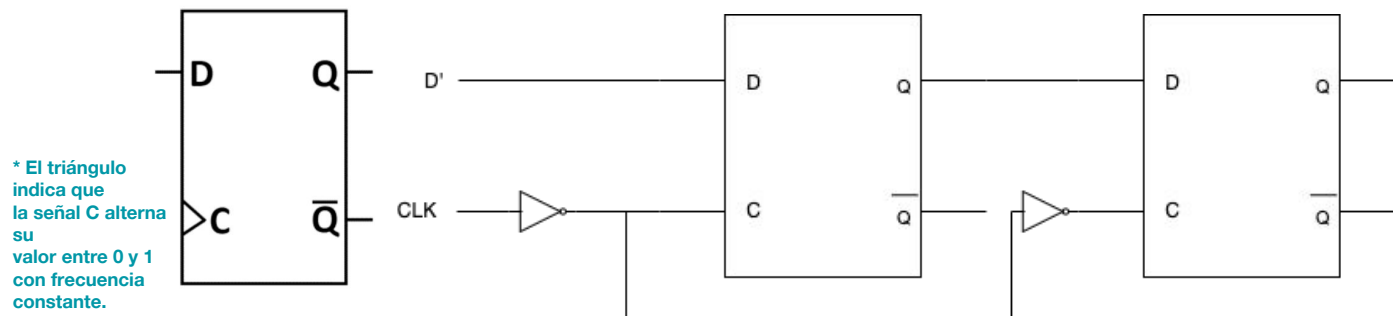 D
Q
C
Q
* El triángulo
indica que
la señal C alterna
su
valor entre 0 y 1
con frecuencia
constante.
D'
CLK
D
Q
C
Q
D
Q
C
Q